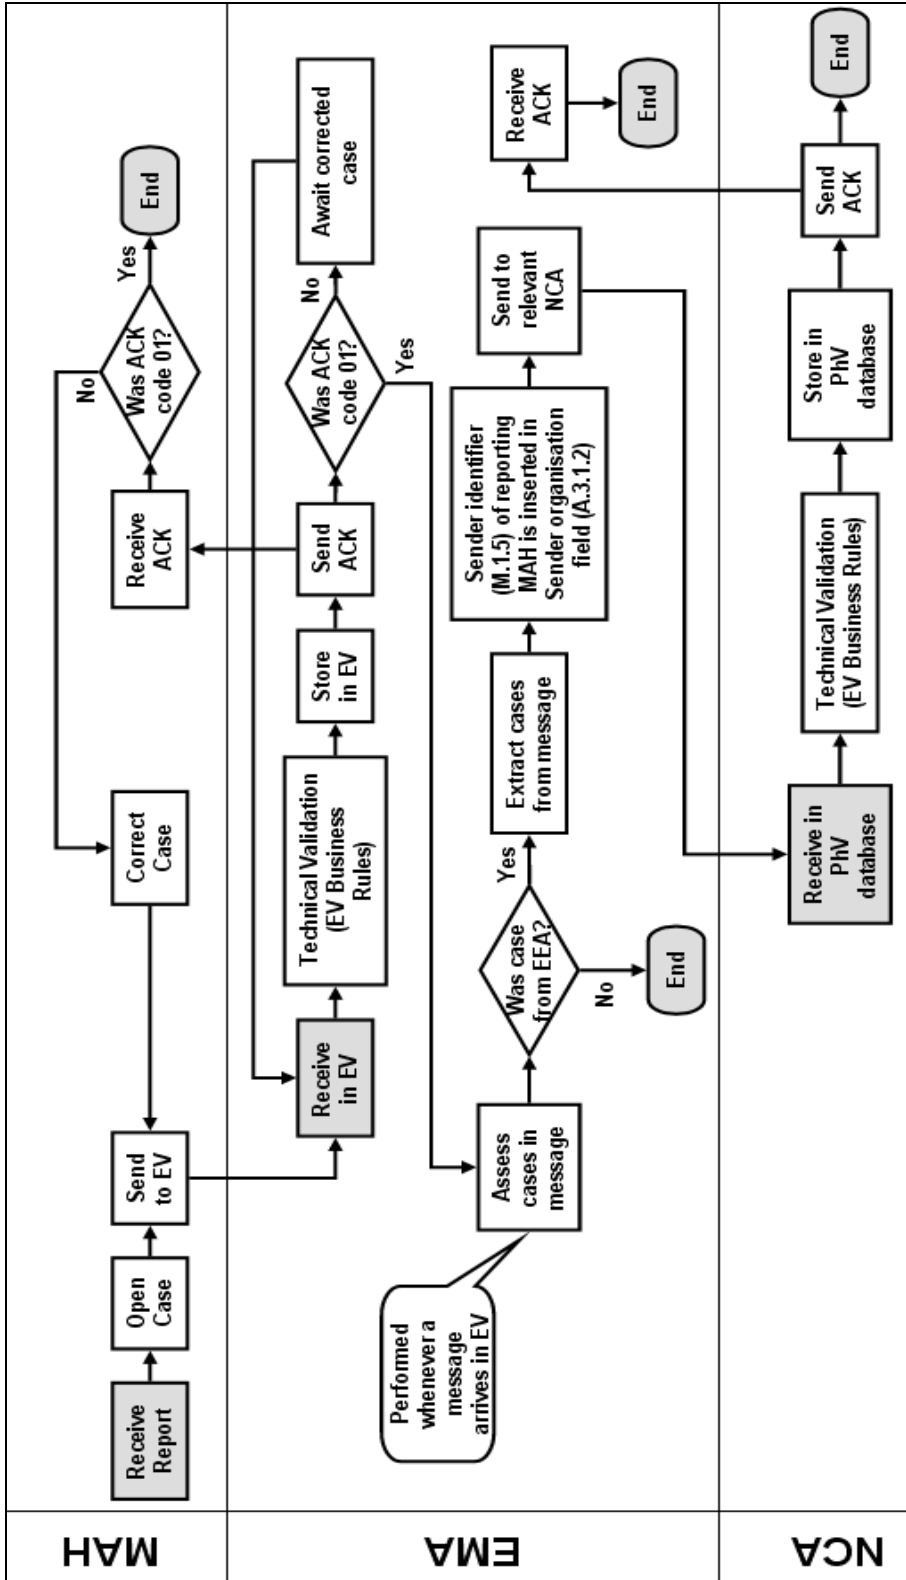 MAH
Receive
Report
Open
Case
Send
to EV
Correct
Case
Receive
ACK
Was ACK
code 01?
No
Yes
End
EMA
Receive
in EV
Technical Validation
(EV Business
Rules)
Store
in EV
Send
ACK
Was ACK
code 01?
No
Yes
Await corrected
case
Performed
whenever a
message
arrives in EV
Assess
cases in
message
Was case
from EEA?
Yes
No
End
Extract cases
from message
Sender identifier
(M.1.5) of reporting
MAH is inserted in
Sender organisation
field (A.3.1.2)
Send to
relevant
NCA
Receive
ACK
End
NCA
Receive in
PhV
database
Technical Validation
(EV Business Rules)
Store in
PhV
database
Send
ACK
End